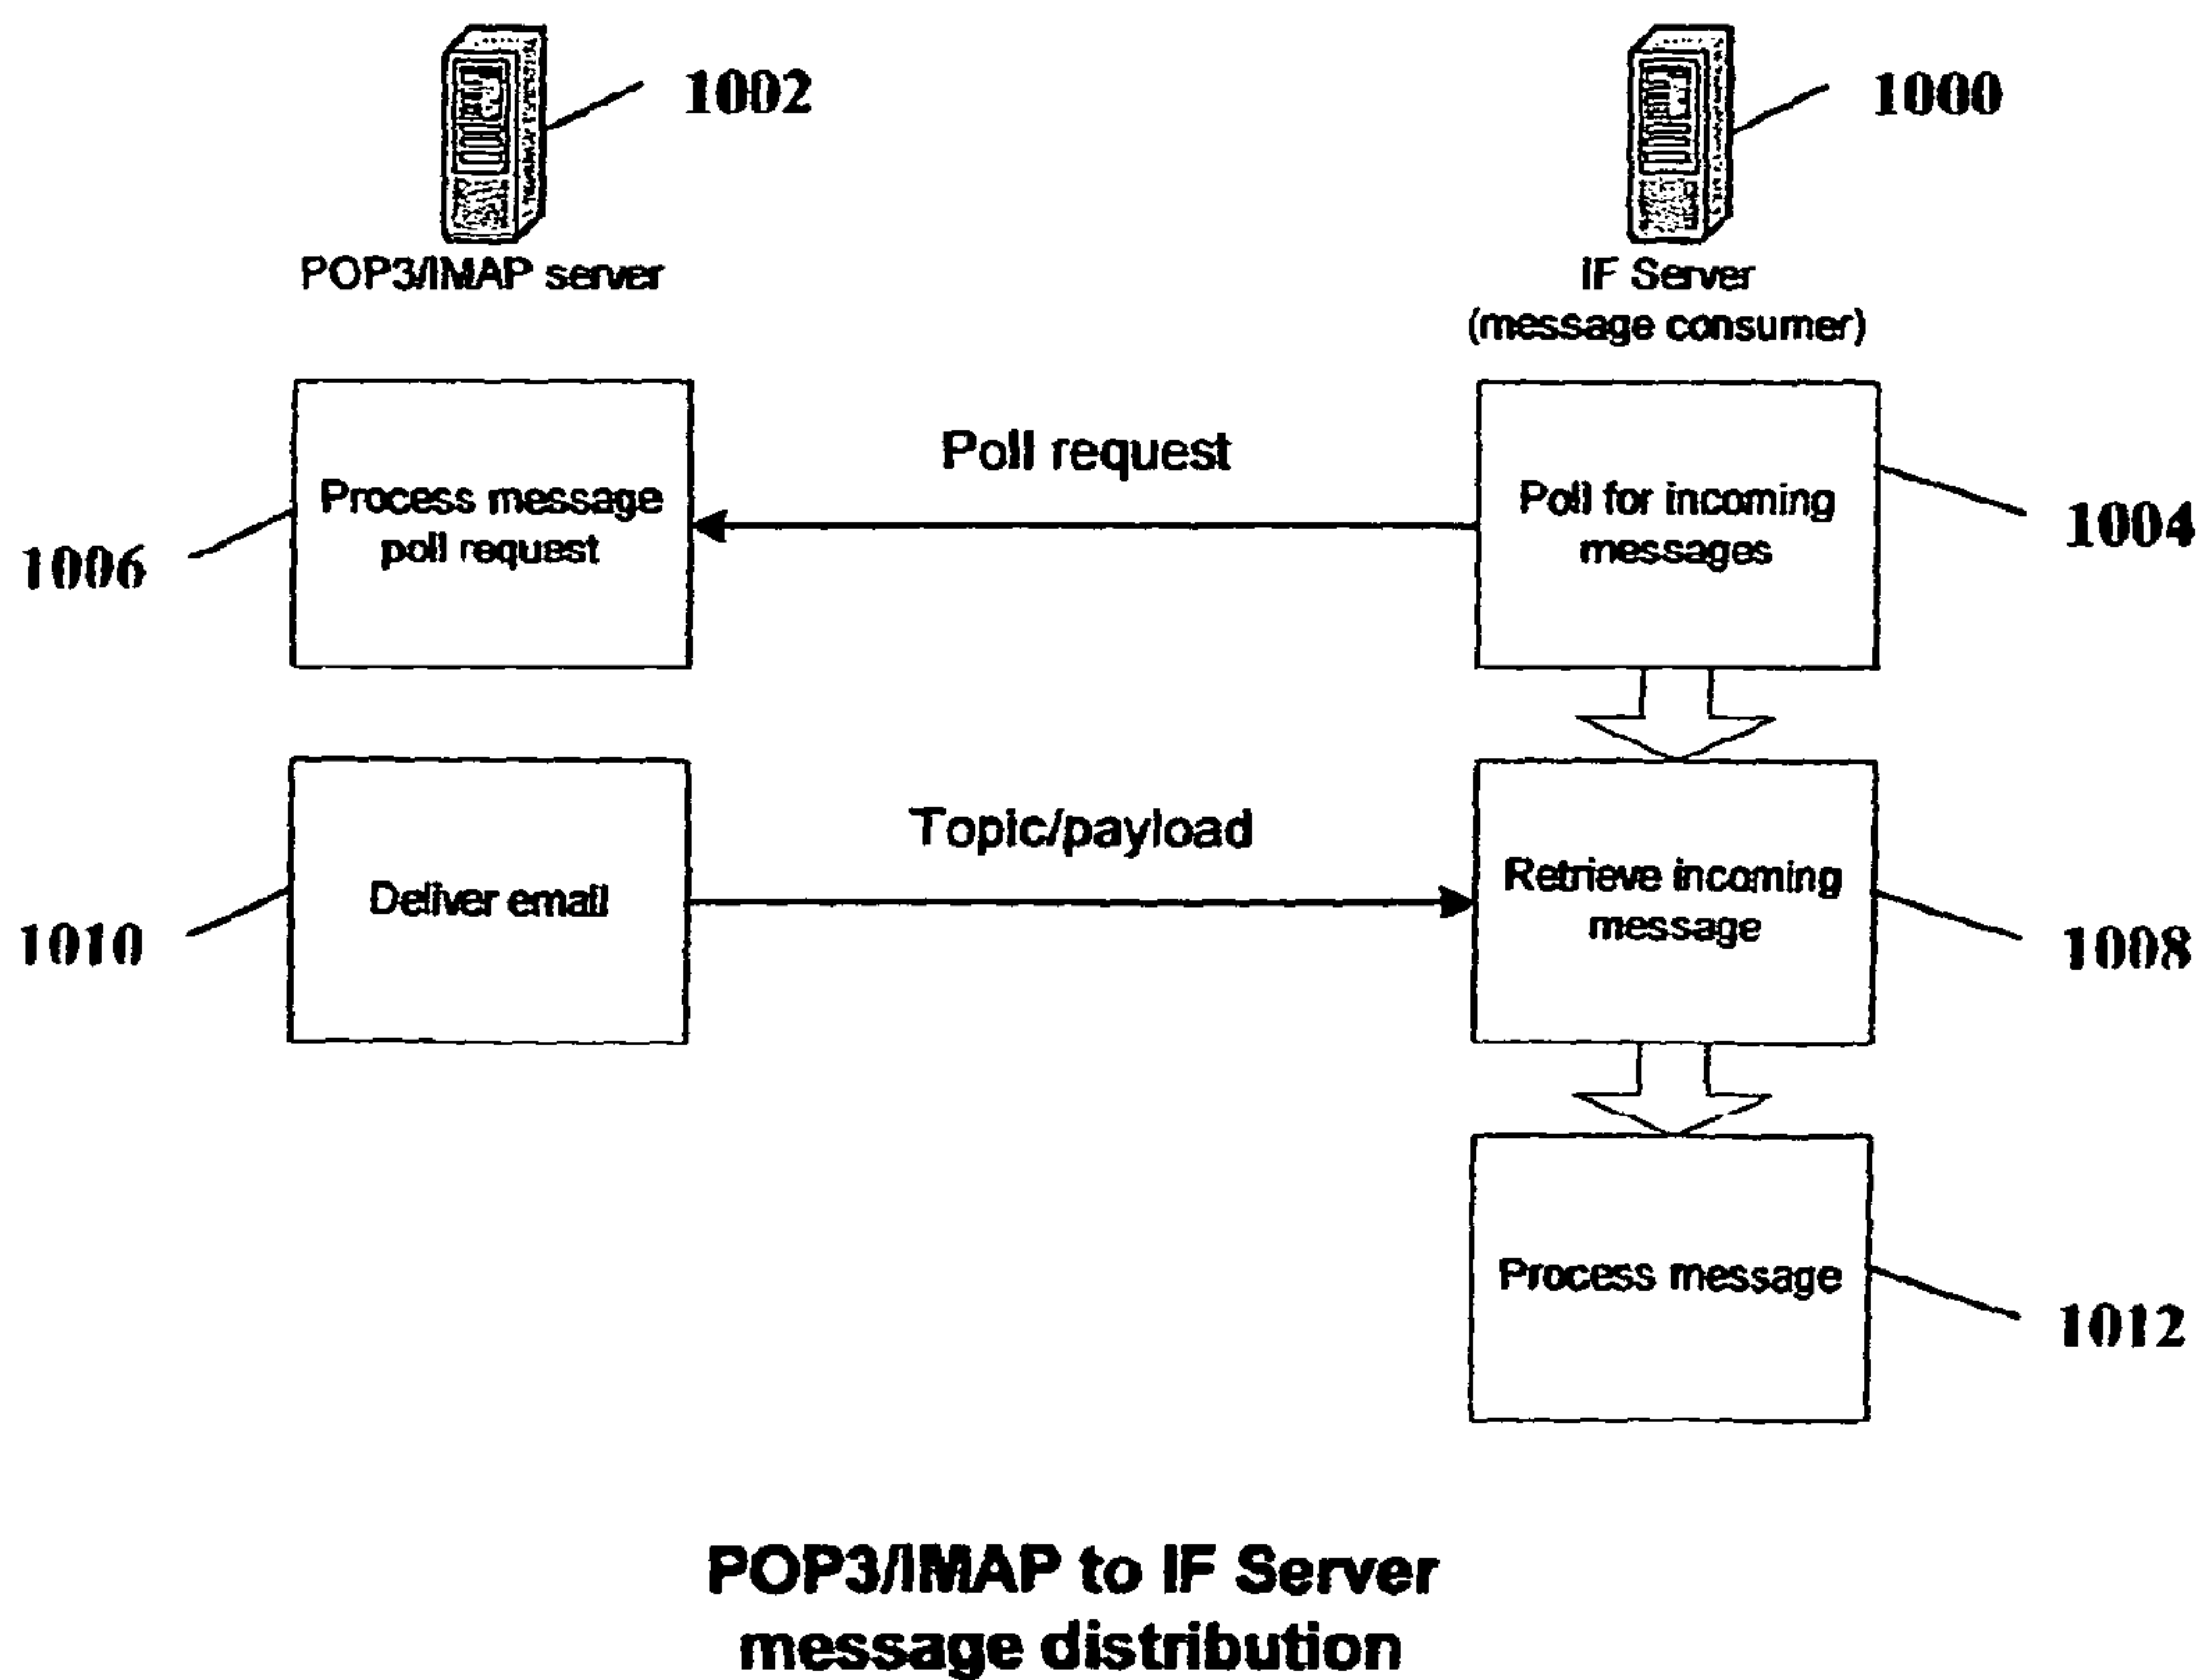 1002
1000
POP3/IMAP server
IF Server
(message consumer)
Poll request
Process message
poll request
Poll for incoming
messages
1006
1004
Topic/payload
Deliver email
Retrieve incoming
message
1010
1008
Process message
1012
POP3/IMAP to IF Server
message distribution